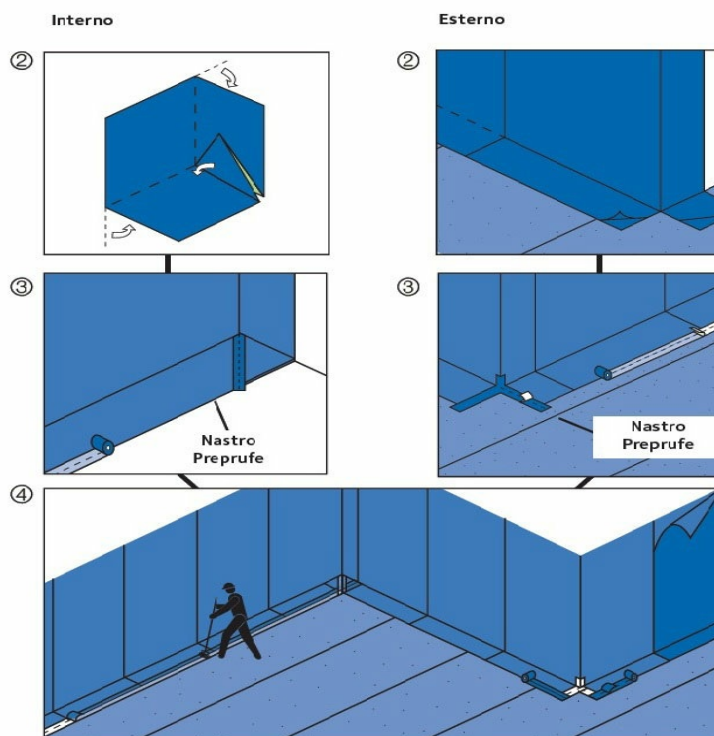 Interno
Esterno
②
②
③
③
Nastro
Preprufe
Nastro
Preprufe
④